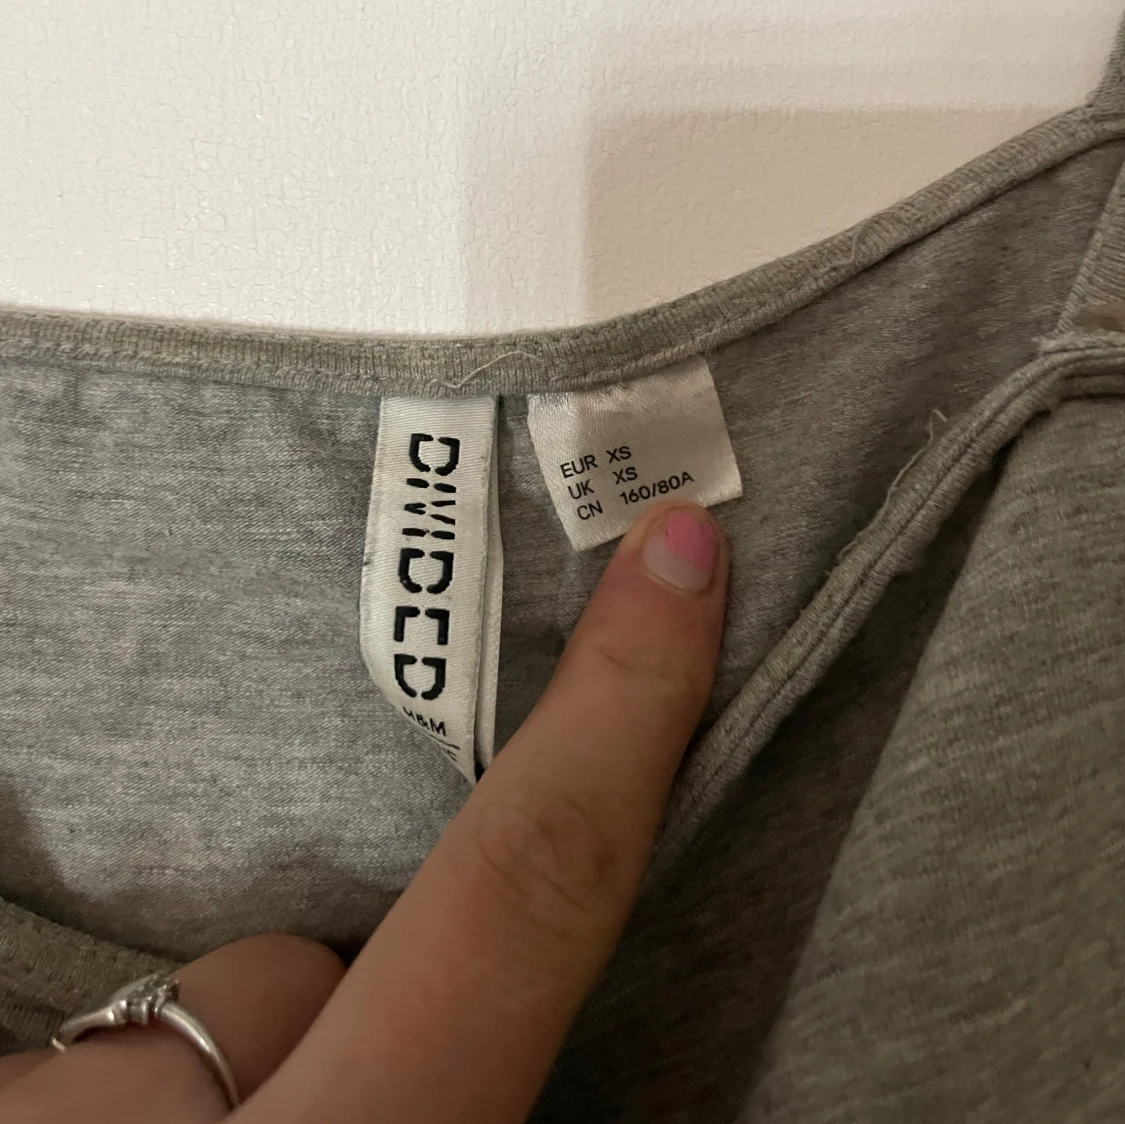 DIVIDED
H&M
EUR XS
UK XS
CN 160/80A